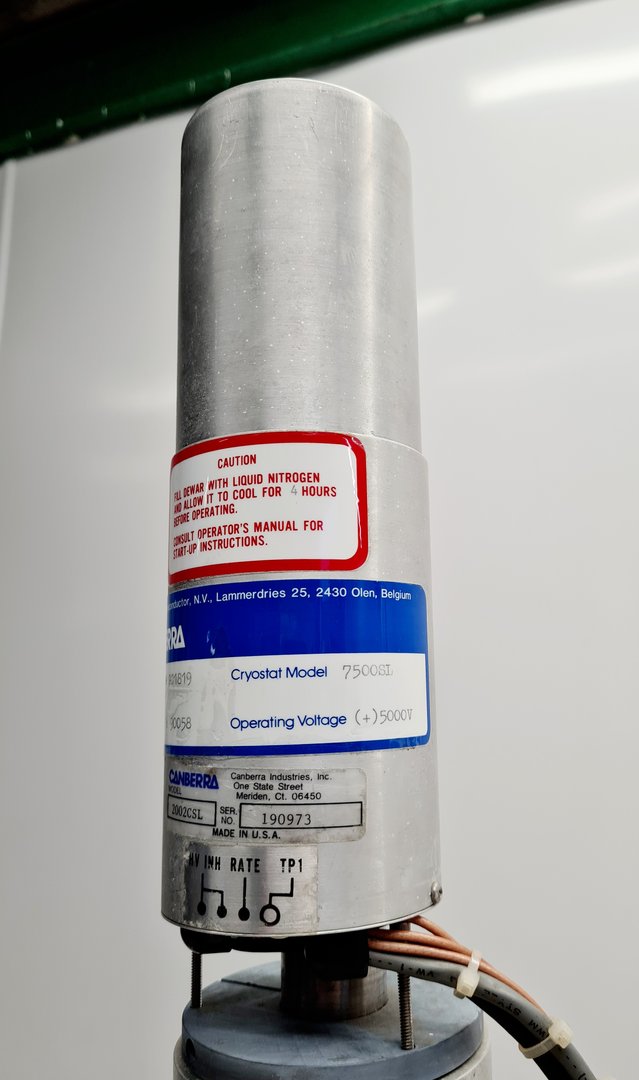 CAUTION
FILL DEWAR WITH LIQUID NITROGEN
AND ALLOW IT TO COOL FOR 4 HOURS
BEFORE OPERATING.
CONSULT OPERATOR'S MANUAL FOR
START-UP INSTRUCTIONS.
N.V., Lammerdries 25, 2430 Olen, Belgium
RRA
Cryostat Model 7500SL
Operating Voltage (+)5000V
CANBERRA
MODEL
2002CSL
Canberra Industries, Inc.
One State Street
Meriden, Ct. 06450
SER.
NO. 190973
MADE IN U.S.A.
HV INH RATE TP1